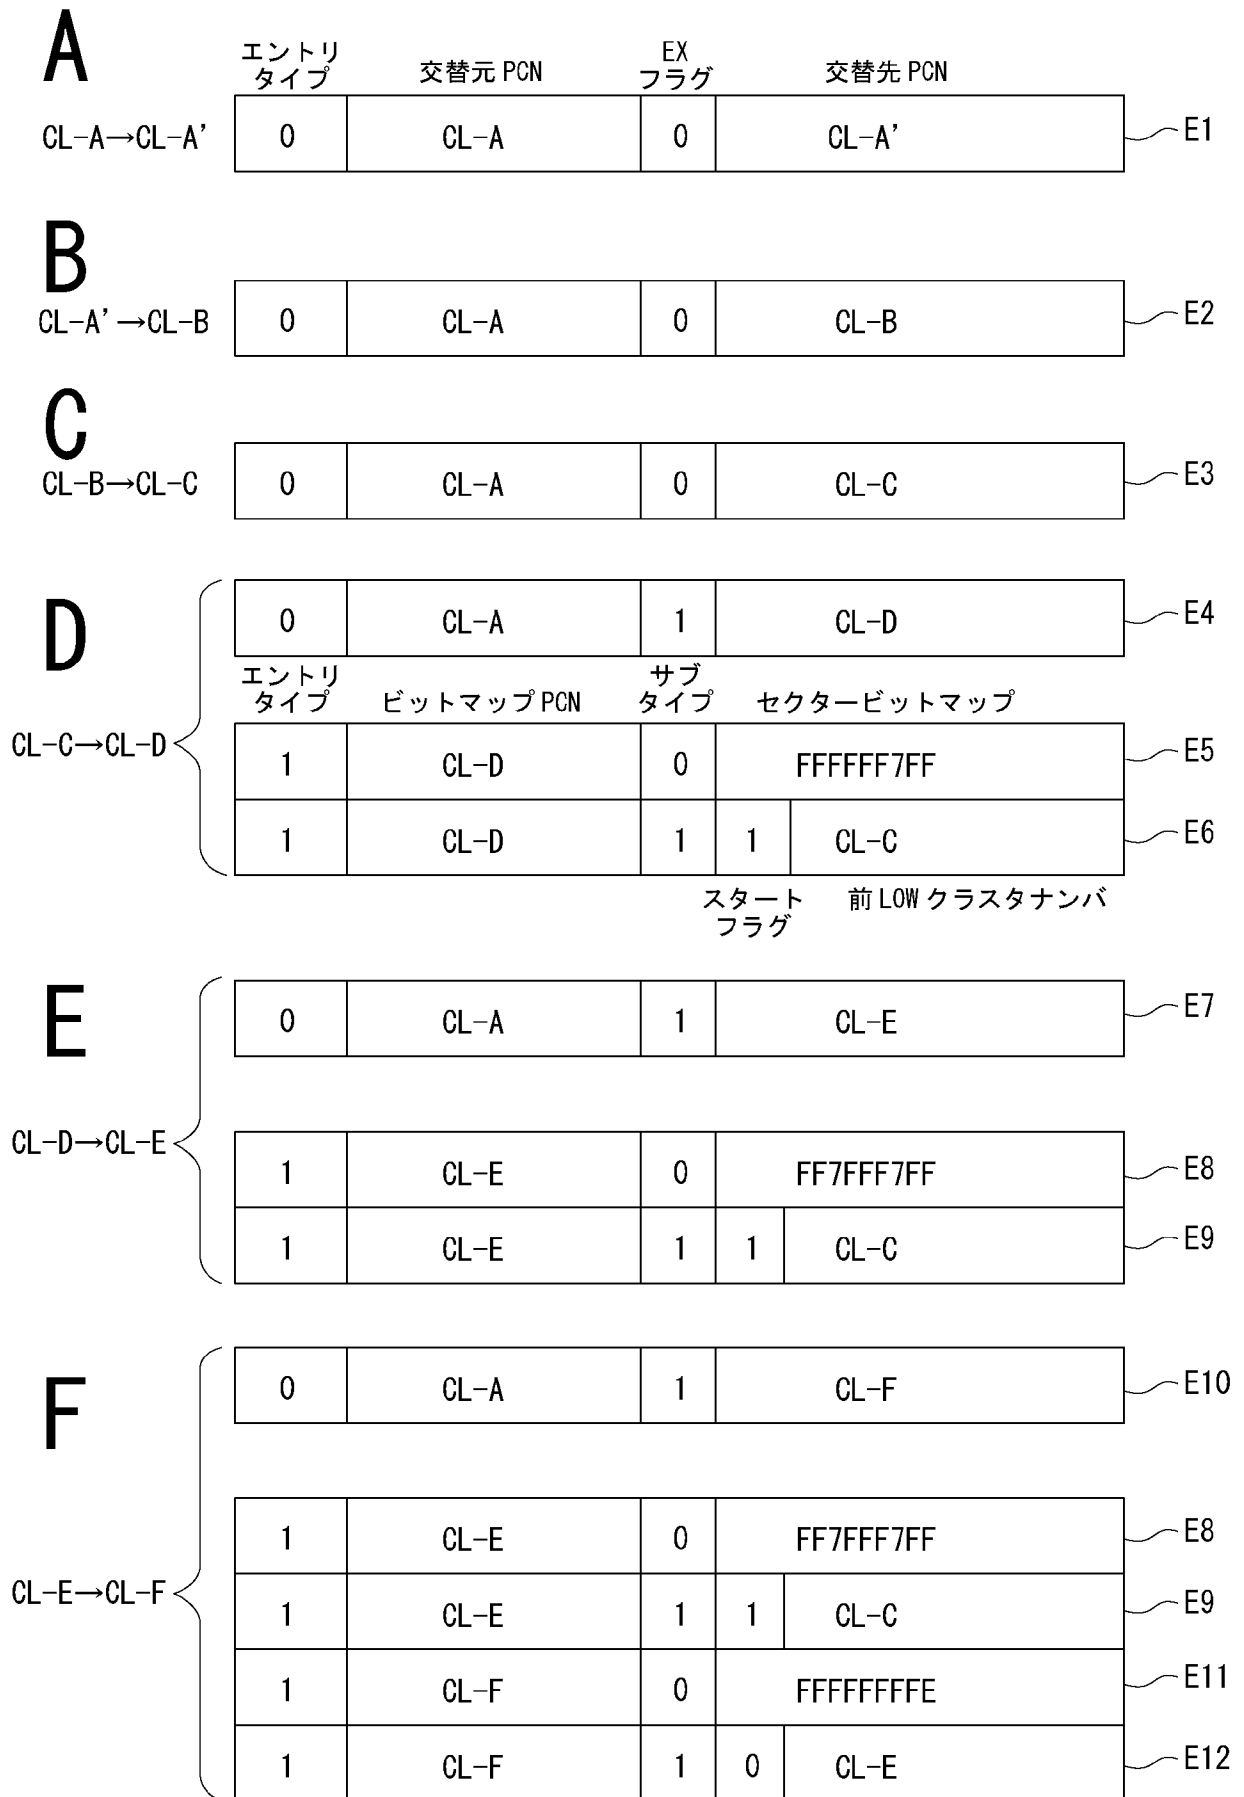 A
エントリ
タイプ
交替元 PCN
EX
フラグ
交替先 PCN
CL-A→CL-A' 0 CL-A 0 CL-A' E1
B
CL-A'→CL-B 0 CL-A 0 CL-B E2
C
CL-B→CL-C 0 CL-A 0 CL-C E3
D
0 CL-A 1 CL-D E4
エントリ
タイプ
ビットマップ PCN
サブ
タイプ
セクタービットマップ
CL-C→CL-D
1 CL-D 0 FFFFFF7FF E5
1 CL-D 1 1 CL-C E6
スタート
フラグ
前 LOW クラスタナンバ
E
0 CL-A 1 CL-E E7
CL-D→CL-E
1 CL-E 0 FF7FFF7FF E8
1 CL-E 1 1 CL-C E9
F
0 CL-A 1 CL-F E10
CL-E→CL-F
1 CL-E 0 FF7FFF7FF E8
1 CL-E 1 1 CL-C E9
1 CL-F 0 FFFFFFFFE E11
1 CL-F 1 0 CL-E E12